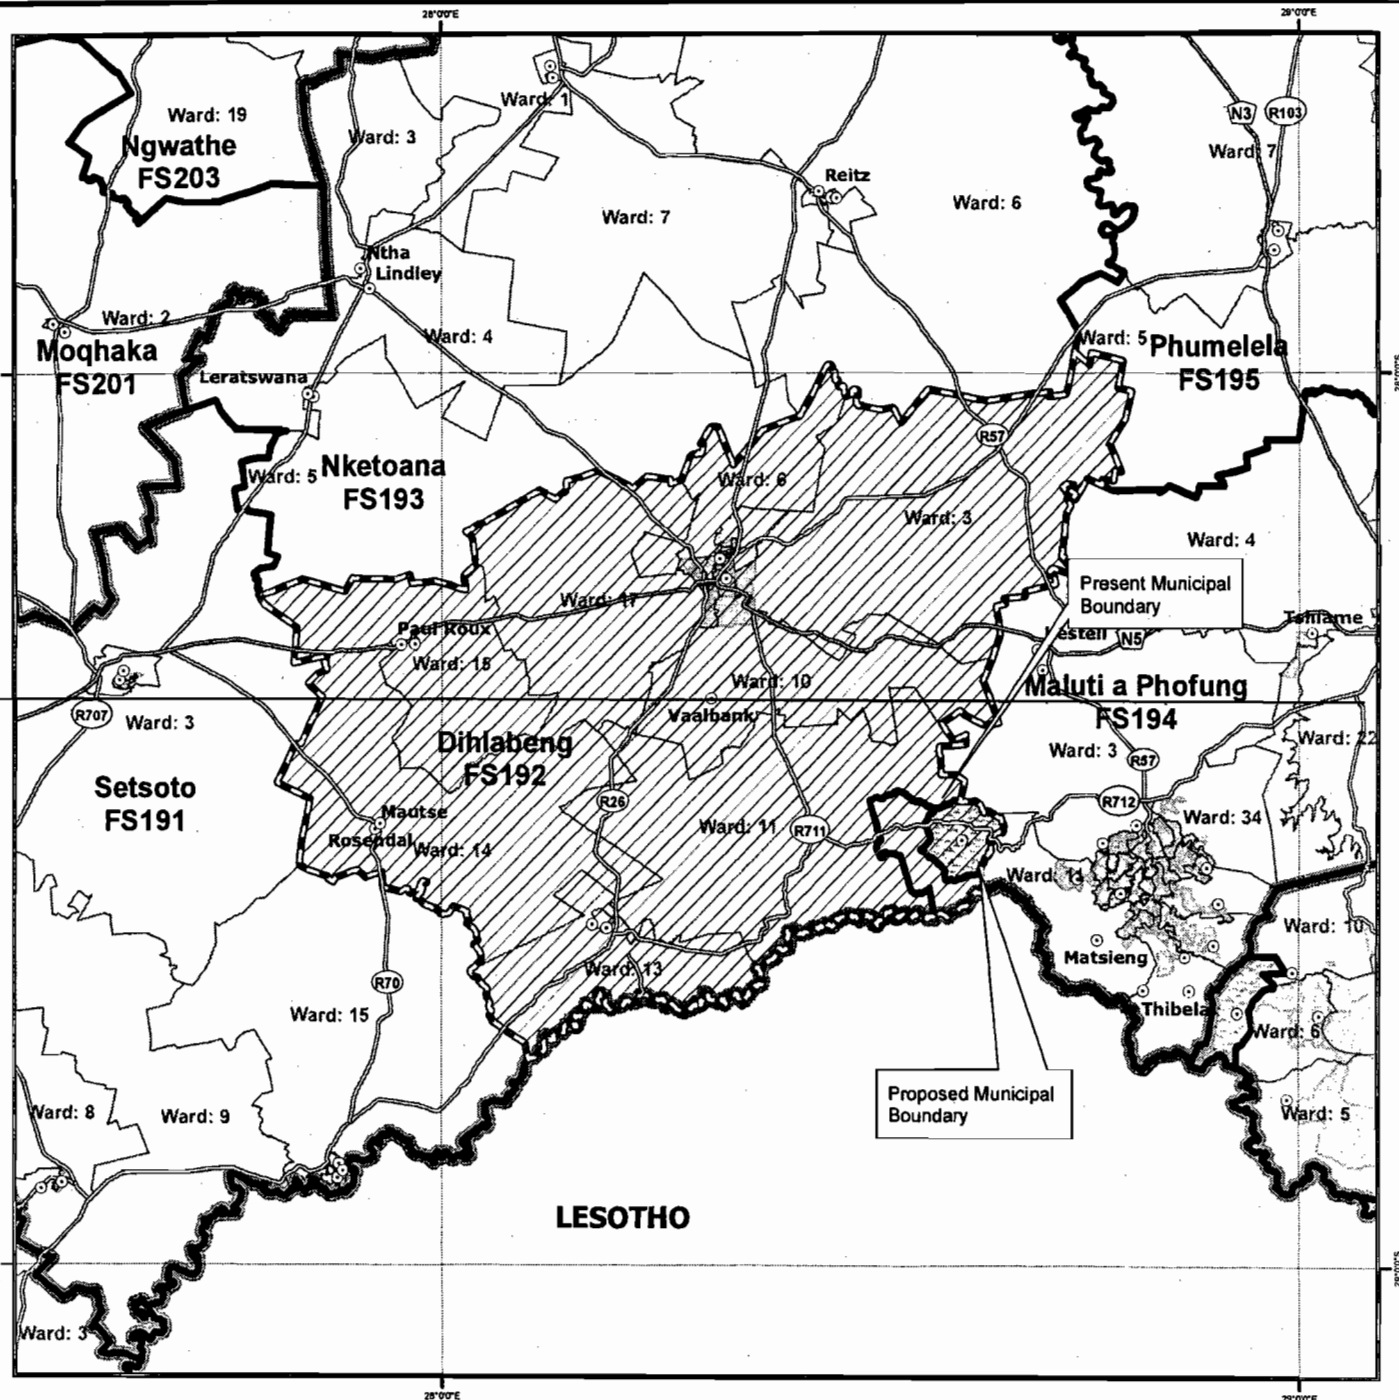 28°0'0"E
29°0'0"E
Ward: 19
Ngwathe
FS203
Ward: 3
Ward: 1
N3
R103
Ward: 7
Reitz
Ward: 7
Ward: 6
Ntha
Lindley
Ward: 2
Moqhaka
FS201
Ward: 4
Leratswana
Ward: 5
Phumelela
FS195
R57
Nketoana
FS193
Ward: 5
Ward: 6
Ward: 3
Ward: 4
Present Municipal
Boundary
Ward: 17
Paul Roux
Ward: 15
Kestell
N5
Tshiame
Ward: 10
Vaalbank
Maluti a Phofung
FS194
R707
Ward: 3
Dihlabeng
FS192
Ward: 3
R57
Ward: 22
Setsoto
FS191
R26
R712
Ward: 34
Mautse
Rosendal
Ward: 14
Ward: 11
R711
Ward: 11
Ward: 10
Ward: 13
Matsieng
R70
Ward: 15
Thibela
Ward: 6
Ward: 8
Ward: 9
Proposed Municipal
Boundary
Ward: 5
LESOTHO
Ward: 3
28°0'0"E
29°0'0"E